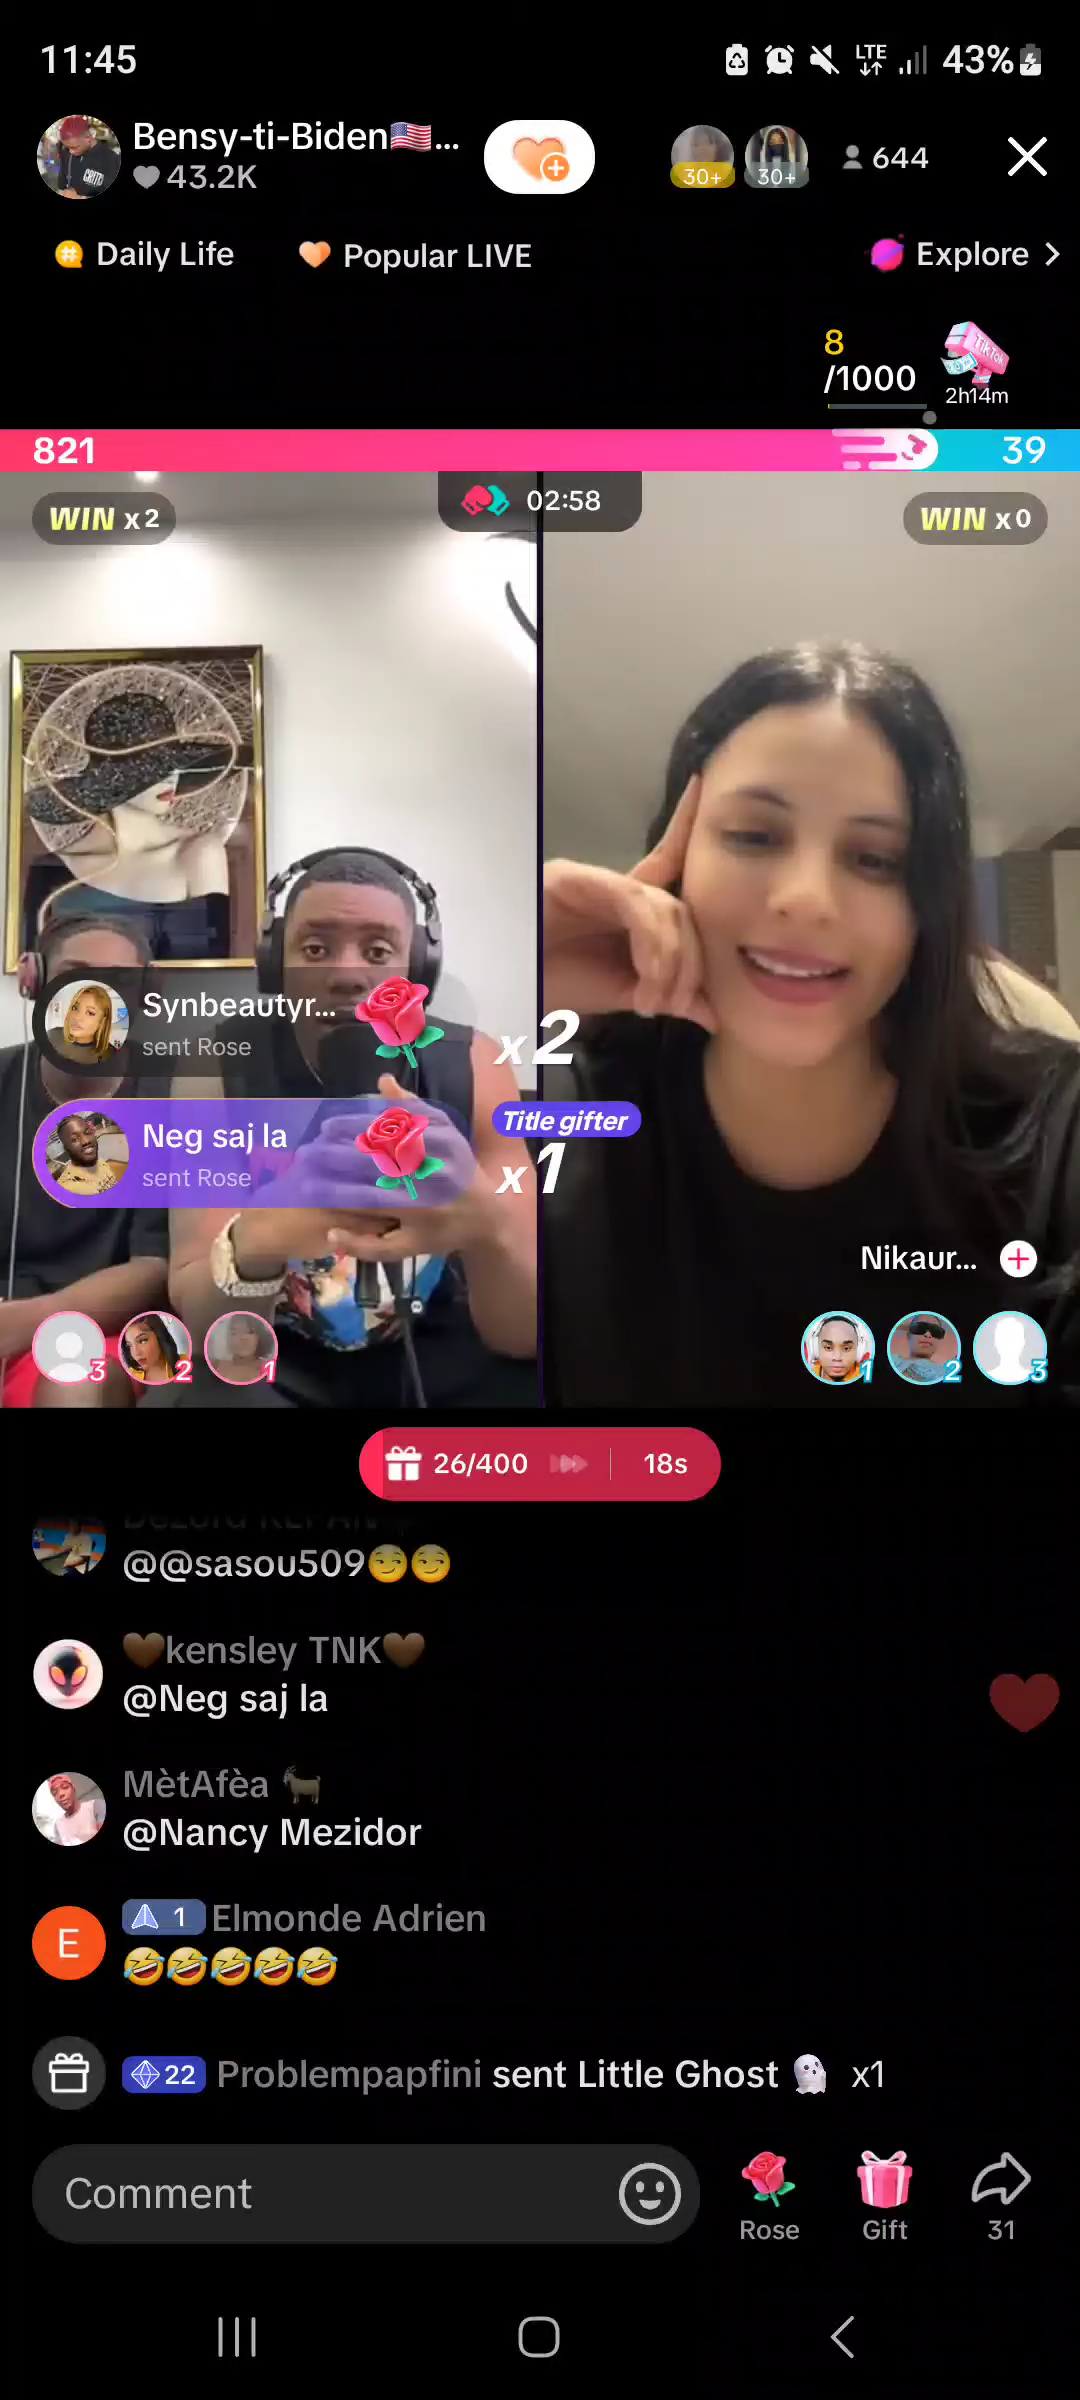 11:45
LTE
43%
Bensy-ti-Biden🇺🇸...
43.2K
30+
30+
644
Daily Life
Popular LIVE
Explore
8
/1000
TikTok
2h14m
821
39
WIN x2
02:58
WIN x0
Synbeautyr...
sent Rose
x2
Neg saj la
sent Rose
Title gifter
x1
Nikaur...
3
2
1
1
2
3
26/400
18s
@@sasou509😏😏
🤎kensley TNK🤎
@Neg saj la
MètAfèa 🐐
@Nancy Mezidor
E
1 Elmonde Adrien
🤣🤣🤣🤣🤣
22 Problempapfini sent Little Ghost x1
Comment
Rose
Gift
31